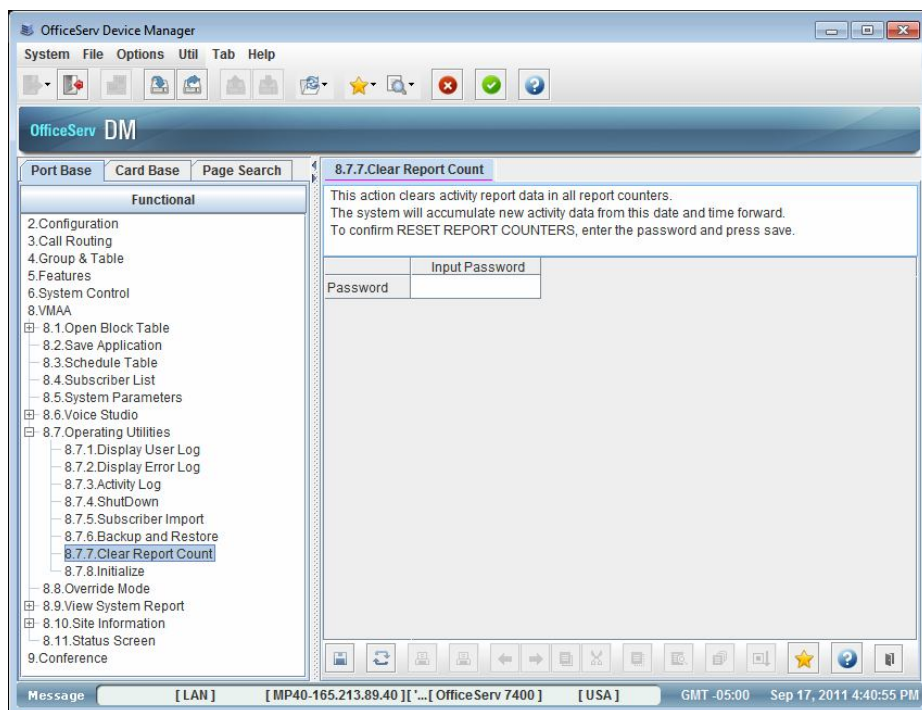 OfficeServ Device Manager
System File Options Util Tab Help
OfficeServ DM
Port Base Card Base Page Search
Functional
2.Configuration
3.Call Routing
4.Group & Table
5.Features
6.System Control
8.VMAA
8.1.Open Block Table
8.2.Save Application
8.3.Schedule Table
8.4.Subscriber List
8.5.System Parameters
8.6.Voice Studio
8.7.Operating Utilities
8.7.1.Display User Log
8.7.2.Display Error Log
8.7.3.Activity Log
8.7.4.ShutDown
8.7.5.Subscriber Import
8.7.6.Backup and Restore
8.7.7.Clear Report Count
8.7.8.Initialize
8.8.Override Mode
8.9.View System Report
8.10.Site Information
8.11.Status Screen
9.Conference
8.7.7.Clear Report Count
This action clears activity report data in all report counters.
The system will accumulate new activity data from this date and time forward.
To confirm RESET REPORT COUNTERS, enter the password and press save.
Input Password
Password
Message [ LAN ] [ MP40-165.213.89.40 ][ '...[ OfficeServ 7400 ] [ USA ] GMT -05:00 Sep 17, 2011 4:40:55 PM